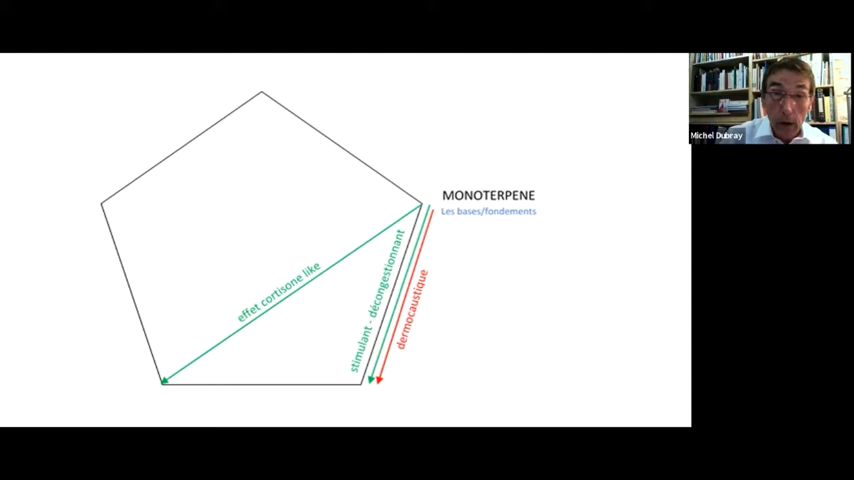 MONOTERPENE
Les bases/fondements
effet cortisone like
stimulant - décongestionnant
dermocaustique
Michel Dubray